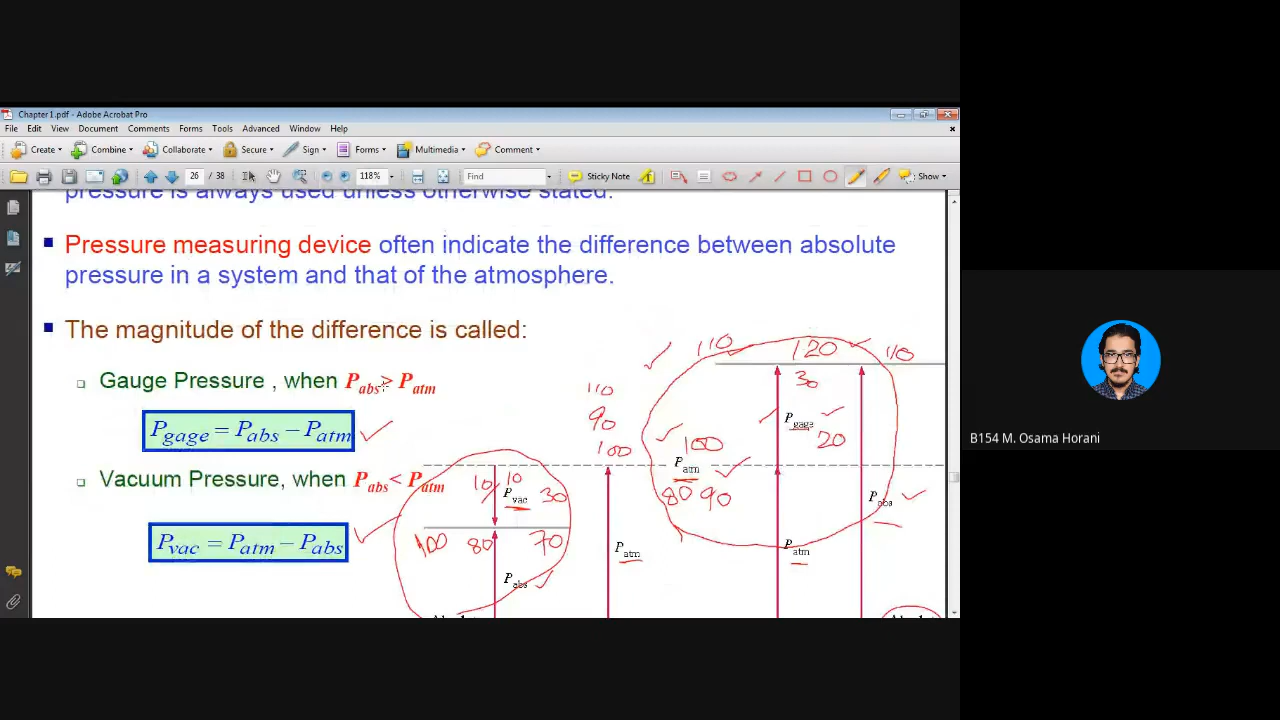 Chapter 1.pdf - Adobe Acrobat Pro
File Edit View Document Comments Forms Tools Advanced Window Help
Create Combine Collaborate Secure Sign Forms Multimedia Comment
26 / 38 118% Find Sticky Note Show
pressure is always used unless otherwise stated.
Pressure measuring device often indicate the difference between absolute
pressure in a system and that of the atmosphere.
The magnitude of the difference is called:
110 120 110
Gauge Pressure , when Pabs> Patm
110
30
90
Pgage = Pabs – Patm
Pgage
20
100
100
Patm
80 90
Vacuum Pressure, when Pabs< Patm
10 10 30
Pvac
Pabs
Pvac = Patm – Pabs
100 80 70
Patm
Patm
Pabs
B154 M. Osama Horani